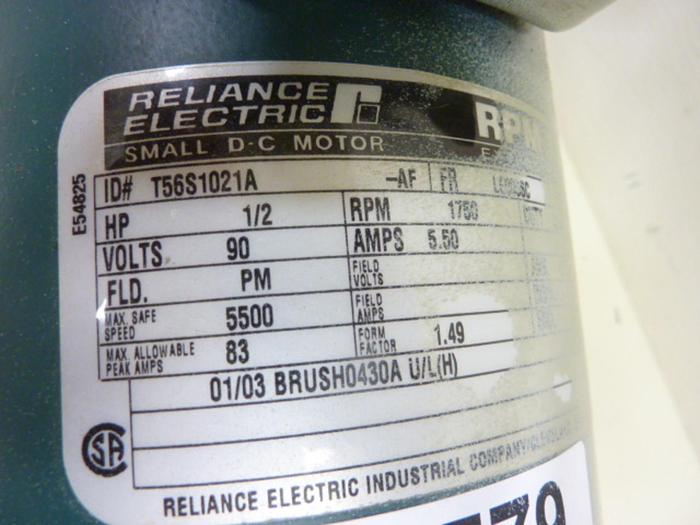 RELIANCE
ELECTRIC
RPM
SMALL D-C MOTOR
E54825
ID# T56S1021A -AF FR
HP 1/2 RPM 1750
VOLTS 90 AMPS 5.50
FLD. PM FIELD VOLTS
MAX. SAFE SPEED 5500 FIELD AMPS
MAX. ALLOWABLE PEAK AMPS 83 FORM FACTOR 1.49
01/03 BRUSH0430A U/L(H)
SA
RELIANCE ELECTRIC INDUSTRIAL COMPANY/